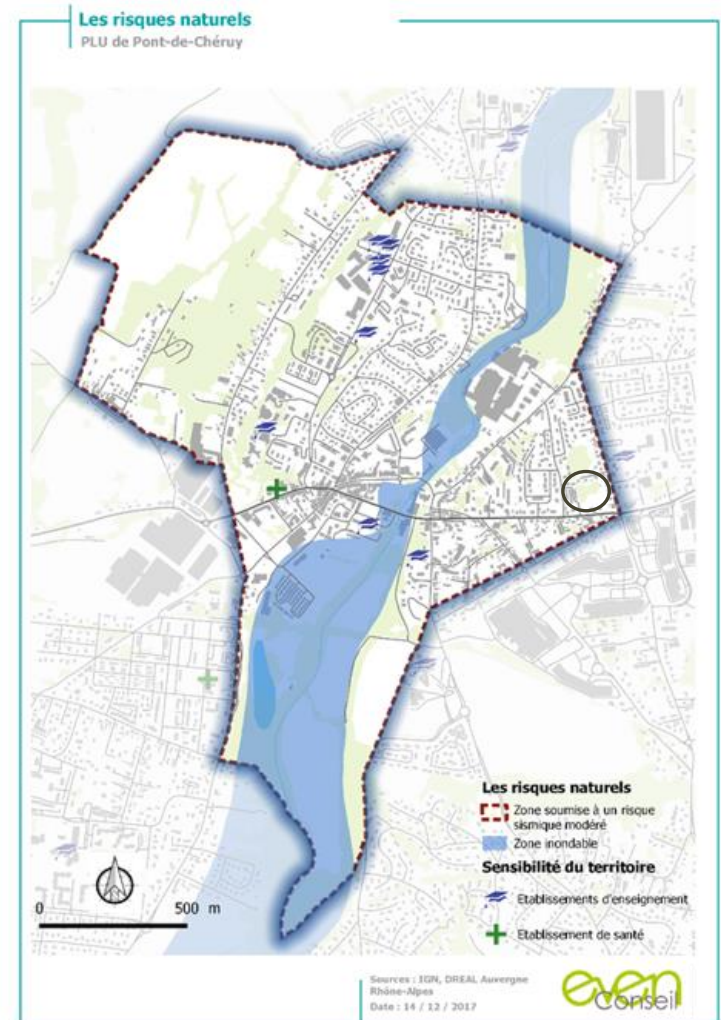 Les risques naturels
PLU de Pont-de-Chéruy
Les risques naturels
Zone soumise à un risque
sismique modéré
Zone inondable
Sensibilité du territoire
Etablissements d'enseignement
Etablissement de santé
0 500 m
Sources : IGN, DREAL Auvergne
Rhône-Alpes
Date : 14 / 12 / 2017
even
Conseil